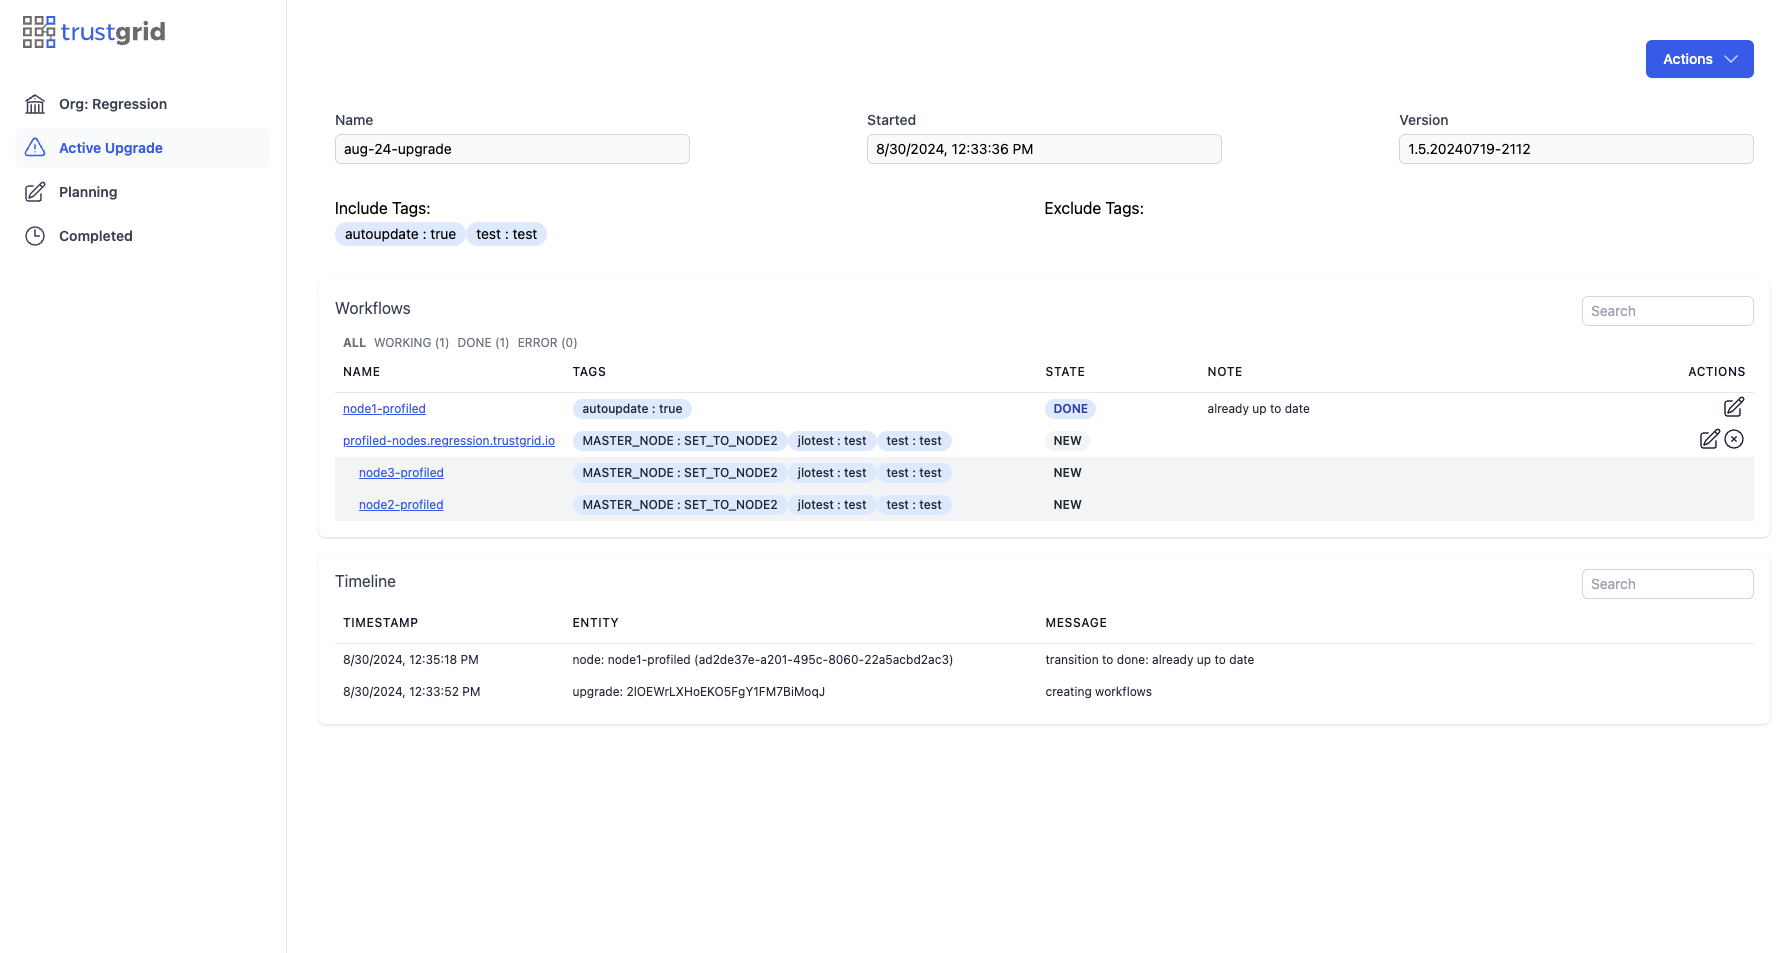 trustgrid
Org: Regression
Active Upgrade
Planning
Completed
Actions
Name
aug-24-upgrade
Started
8/30/2024, 12:33:36 PM
Version
1.5.20240719-2112
Include Tags:
autoupdate : true test : test
Exclude Tags:
Workflows
Search
ALL WORKING (1) DONE (1) ERROR (0)
NAME TAGS STATE NOTE ACTIONS
node1-profiled autoupdate : true DONE already up to date
profiled-nodes.regression.trustgrid.io MASTER_NODE : SET_TO_NODE2 jlotest : test test : test NEW
node3-profiled MASTER_NODE : SET_TO_NODE2 jlotest : test test : test NEW
node2-profiled MASTER_NODE : SET_TO_NODE2 jlotest : test test : test NEW
Timeline
Search
TIMESTAMP ENTITY MESSAGE
8/30/2024, 12:35:18 PM node: node1-profiled (ad2de37e-a201-495c-8060-22a5acbd2ac3) transition to done: already up to date
8/30/2024, 12:33:52 PM upgrade: 2lOEWrLXHoEKO5FgY1FM7BiMoqJ creating workflows